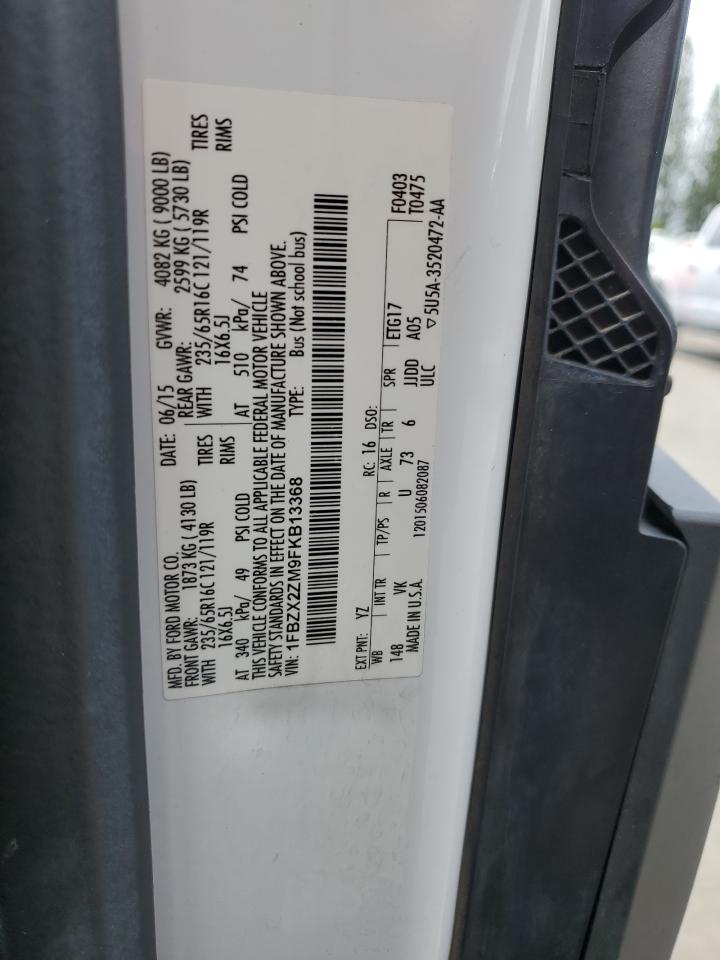 MFD. BY FORD MOTOR CO. DATE: 06/15 GVWR: 4082 KG ( 9000 LB)
FRONT GAWR: 1873 KG ( 4130 LB) REAR GAWR: 2599 KG ( 5730 LB)
WITH 235/65R16C 121/119R TIRES WITH 235/65R16C 121/119R TIRES
16X6.5J RIMS 16X6.5J RIMS
AT 340 kPa/ 49 PSI COLD AT 510 kPa/ 74 PSI COLD
THIS VEHICLE CONFORMS TO ALL APPLICABLE FEDERAL MOTOR VEHICLE
SAFETY STANDARDS IN EFFECT ON THE DATE OF MANUFACTURE SHOWN ABOVE.
VIN: 1FBZX2ZM9FKB13368 TYPE: Bus (Not school bus)
EXT PNT: YZ RC: 16 DSO: F0403
WB INT TR TP/PS R AXLE TR SPR ETG17 T0475
148 VK U 73 6 JJDD A05
MADE IN U.S.A. 1201506082087 ULC ▽5U5A-3520472-AA